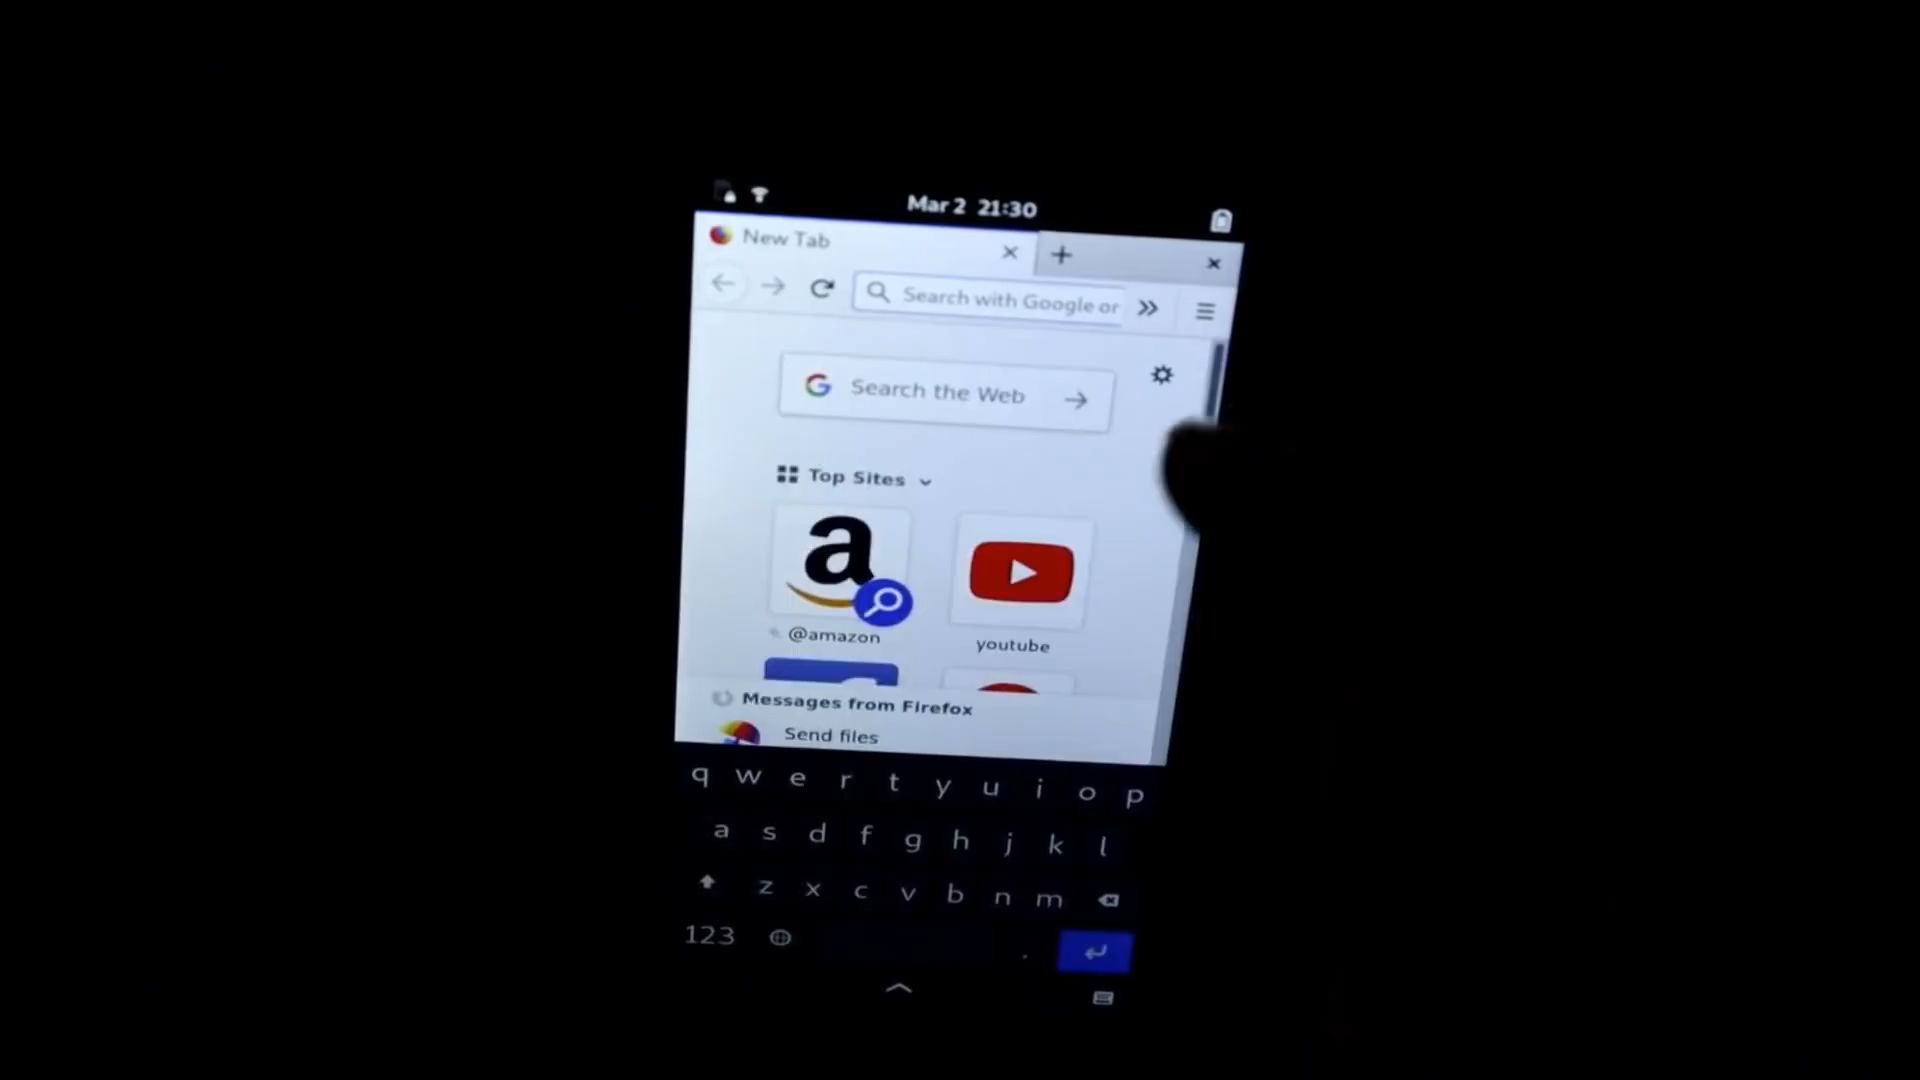 Mar 2 21:30
New Tab
Search with Google or
Search the Web
Top Sites
a
@amazon
youtube
Messages from Firefox
Send files
q w e r t y u i o p
a s d f g h j k l
z x c v b n m
123 .